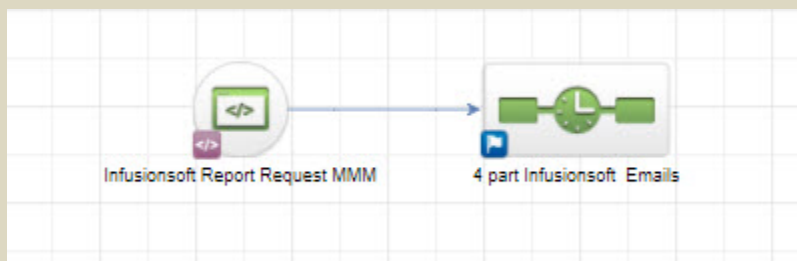 </>
</>
Infusionsoft Report Request MMM
4 part Infusionsoft  Emails